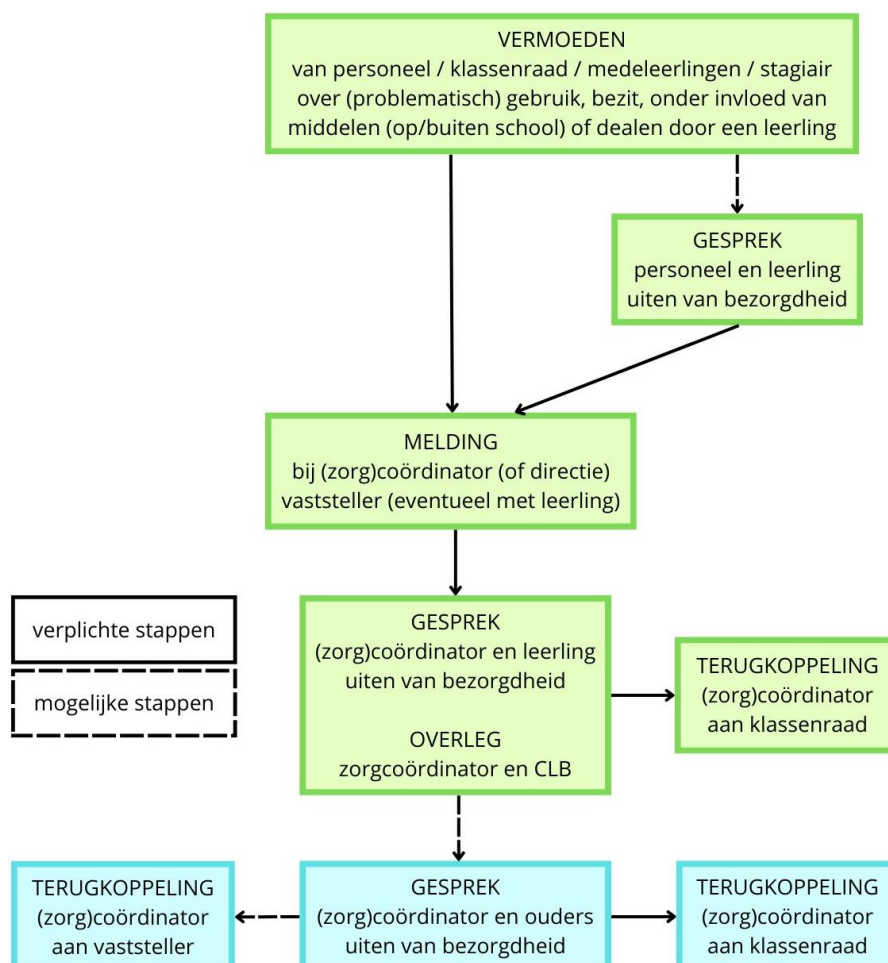 VERMOEDEN
van personeel / klassenraad / medeleerlingen / stagiair
over (problematisch) gebruik, bezit, onder invloed van
middelen (op/buiten school) of dealen door een leerling
GESPREK
personeel en leerling
uiten van bezorgdheid
MELDING
bij (zorg)coördinator (of directie)
vaststeller (eventueel met leerling)
verplichte stappen
mogelijke stappen
GESPREK
(zorg)coördinator en leerling
uiten van bezorgdheid
OVERLEG
zorgcoördinator en CLB
TERUGKOPPELING
(zorg)coördinator
aan klassenraad
TERUGKOPPELING
(zorg)coördinator
aan vaststeller
GESPREK
(zorg)coördinator en ouders
uiten van bezorgdheid
TERUGKOPPELING
(zorg)coördinator
aan klassenraad